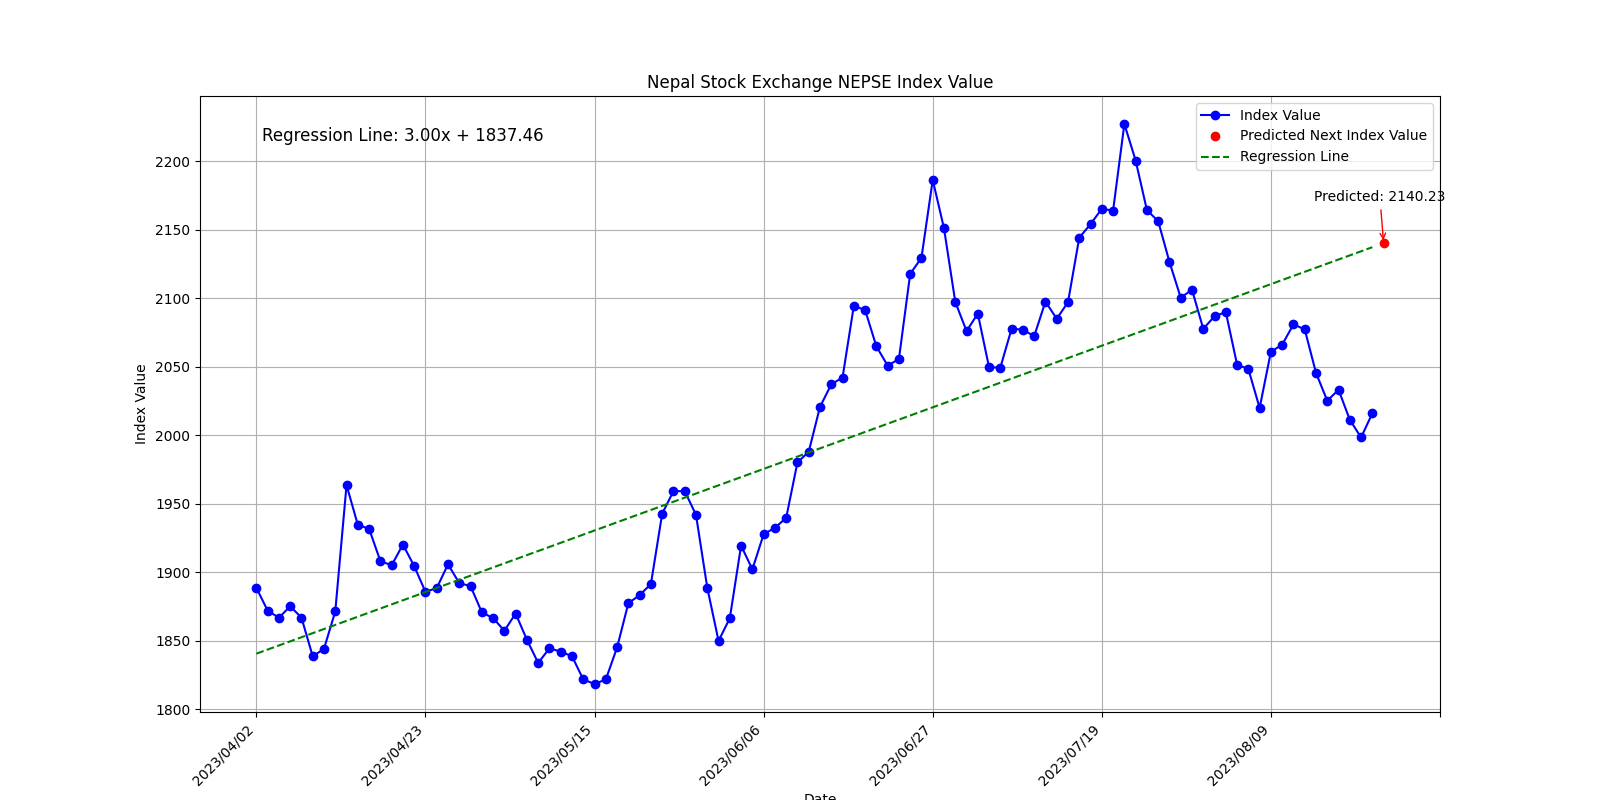 Nepal Stock Exchange NEPSE Index Value
Regression Line: 3.00x + 1837.46
Index Value
Predicted Next Index Value
Regression Line
Predicted: 2140.23
2200
2150
2100
2050
2000
1950
1900
1850
1800
Index Value
2023/04/02
2023/04/23
2023/05/15
2023/06/06
2023/06/27
2023/07/19
2023/08/09
Date